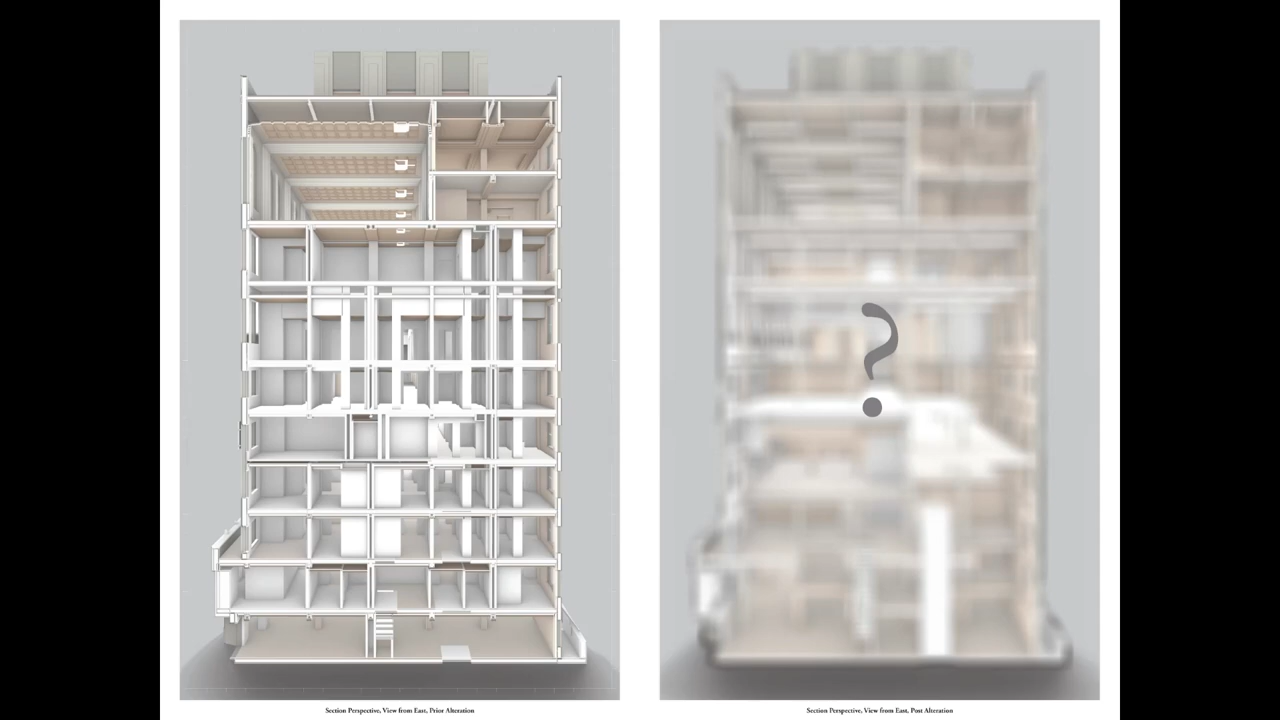 ?
Section Perspective, View from East, Prior Alteration
Section Perspective, View from East, Post Alteration